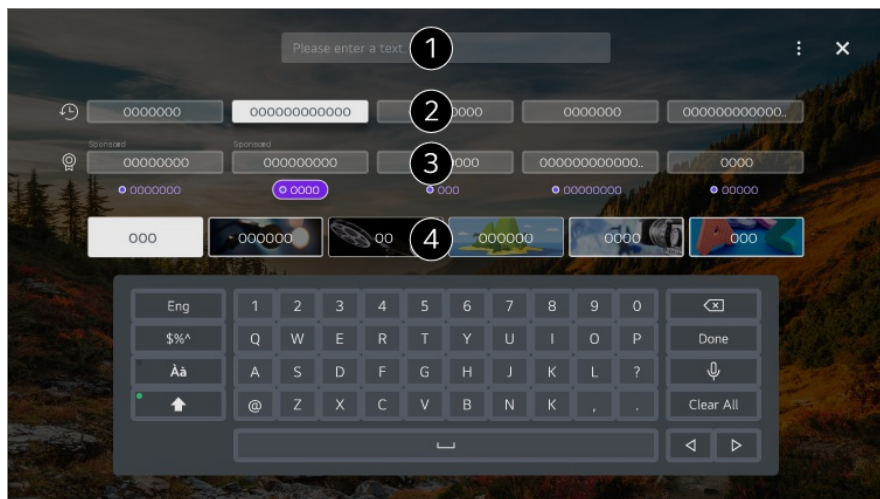 Please enter a text. 1
0000000 000000000000 2 0000 0000000 000000000000..
Sponsored Sponsored
00000000 000000000 3 000 000000000000.. 0000
0000000 0000 000 00000000 00000
000 000000 00 4 000000 0000 000
Eng 1 2 3 4 5 6 7 8 9 0
$%^ Q W E R T Y U I O P Done
Àà A S D F G H J K L ?
@ Z X C V B N K , . Clear All